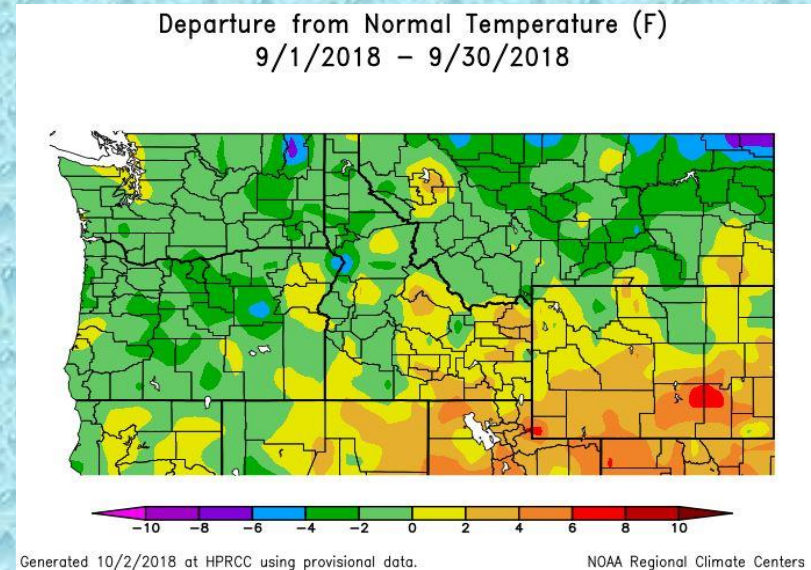 Departure from Normal Temperature (F)
9/1/2018 – 9/30/2018
-10 -8 -6 -4 -2 0 2 4 6 8 10
Generated 10/2/2018 at HPRCC using provisional data. NOAA Regional Climate Centers